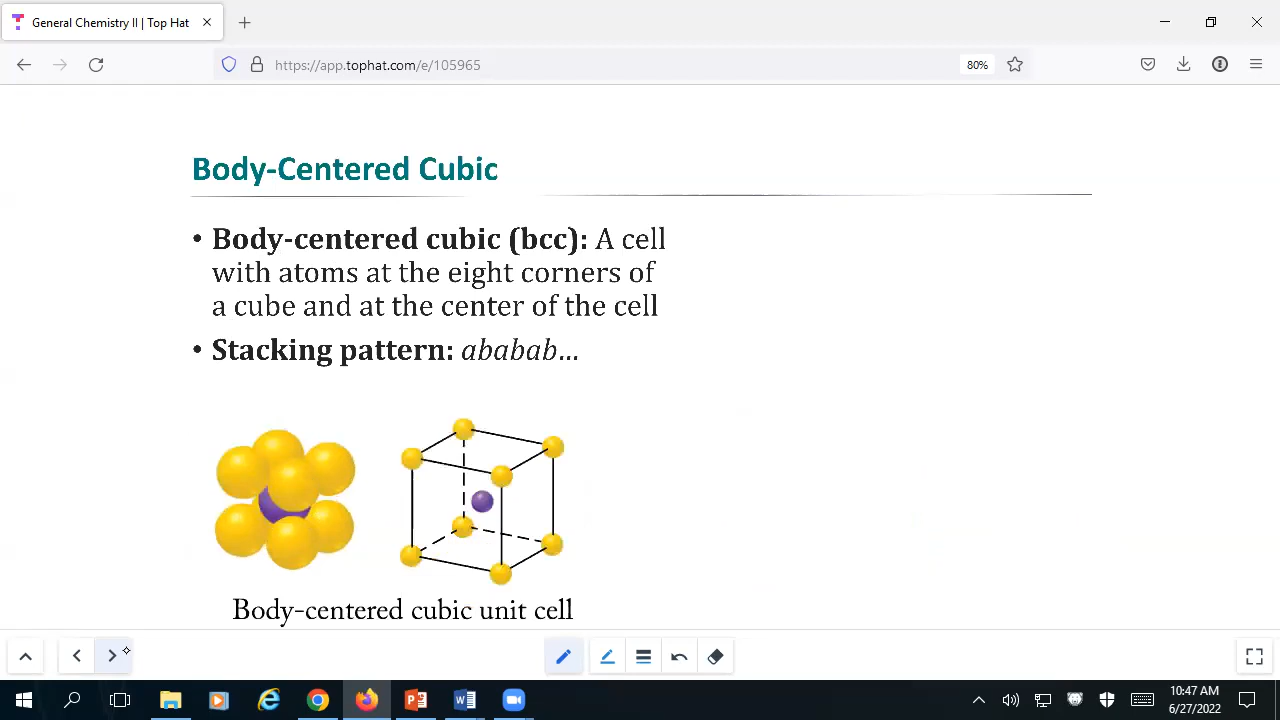 General Chemistry II | Top Hat
https://app.tophat.com/e/105965
80%
Body-Centered Cubic
• Body-centered cubic (bcc): A cell
with atoms at the eight corners of
a cube and at the center of the cell
• Stacking pattern: ababab...
Body-centered cubic unit cell
10:47 AM
6/27/2022